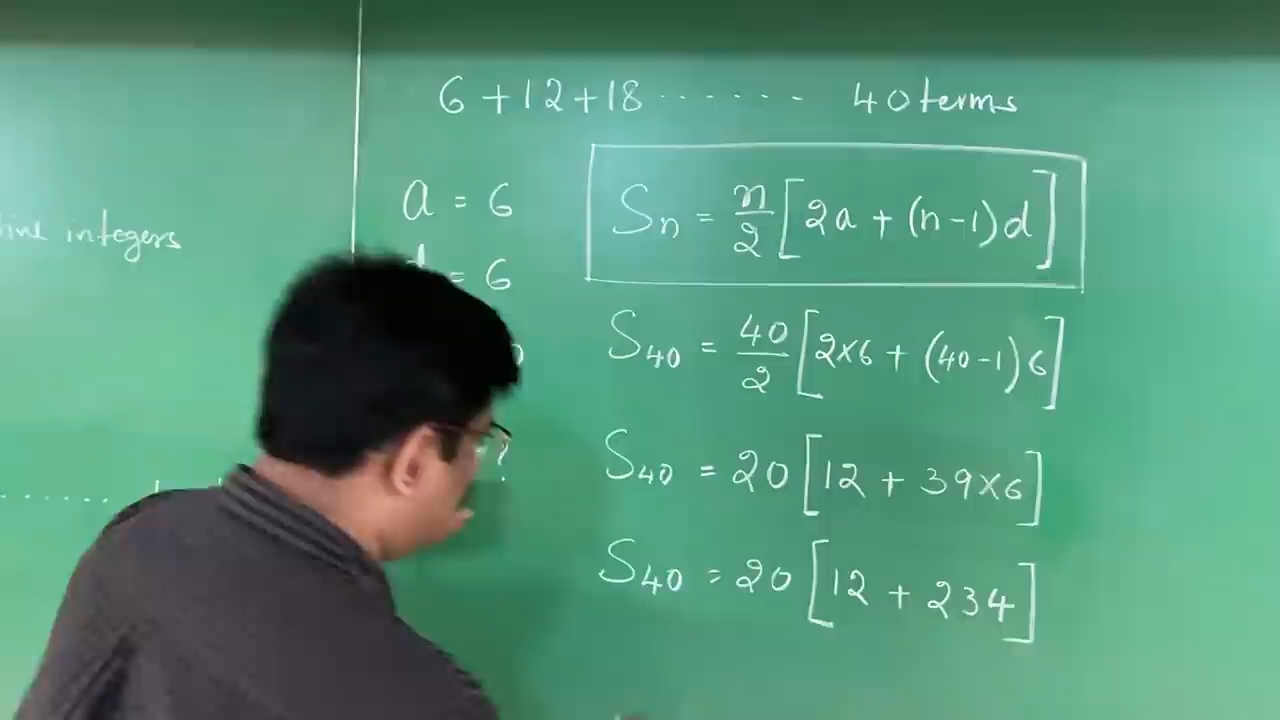 6 + 12 + 18 ....... 40 terms
integers
a = 6
Sn = n/2 [2a + (n-1)d]
= 6
S40 = 40/2 [2×6 + (40-1)6]
?
S40 = 20 [12 + 39×6]
S40 = 20 [12 + 234]